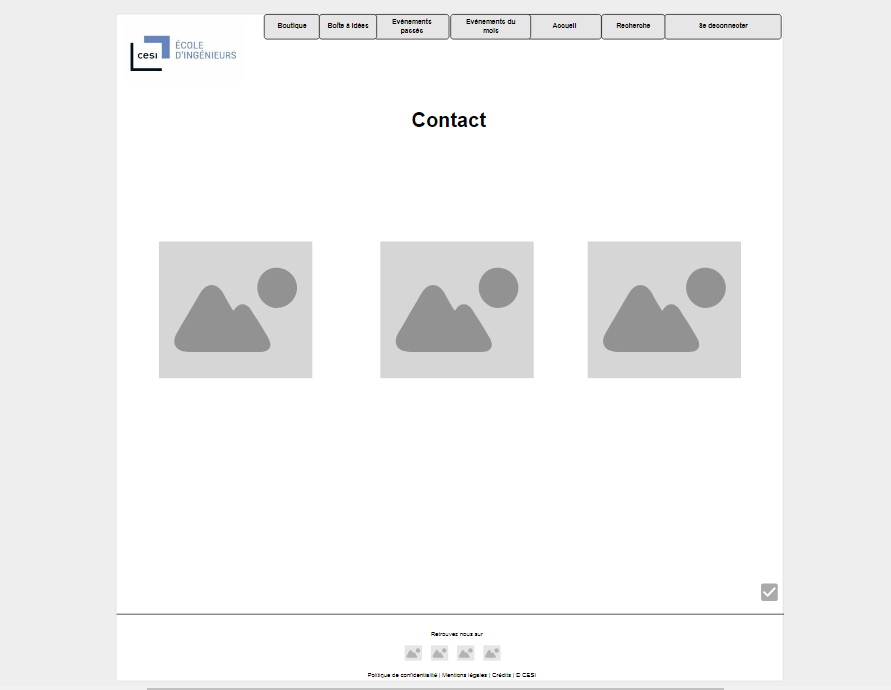 cesi
ÉCOLE
D'INGÉNIEURS
Boutique
Boîte à idées
Evénements
passés
Evénements du
mois
Accueil
Recherche
Se deconnecter
Contact
Retrouvez nous sur
Politique de confidentialité | Mentions légales | Crédits | © CESI